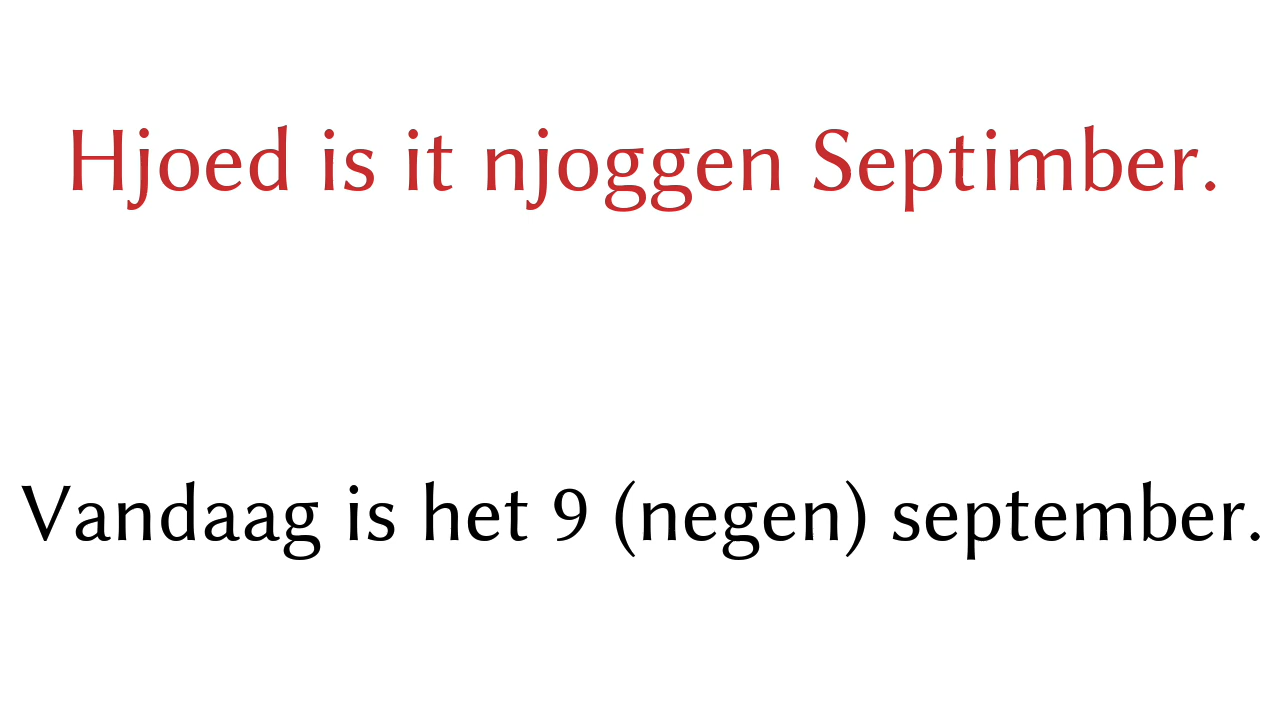 Hjoed is it njoggen Septimber.
Vandaag is het 9 (negen) september.